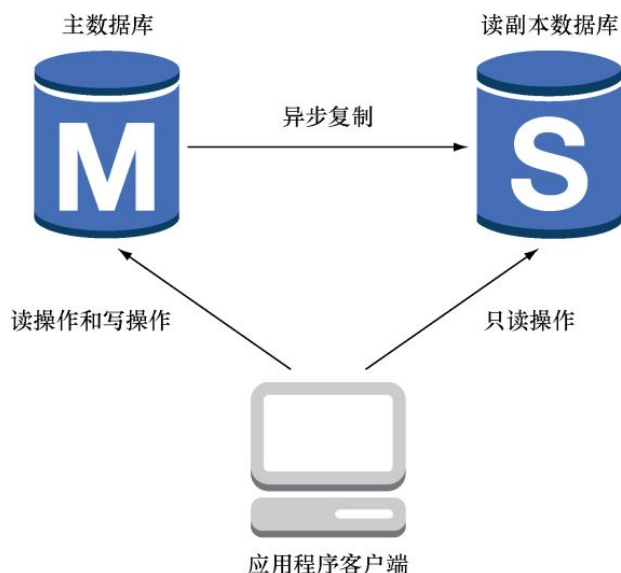 主数据库
读副本数据库
M
异步复制
S
读操作和写操作
只读操作
应用程序客户端